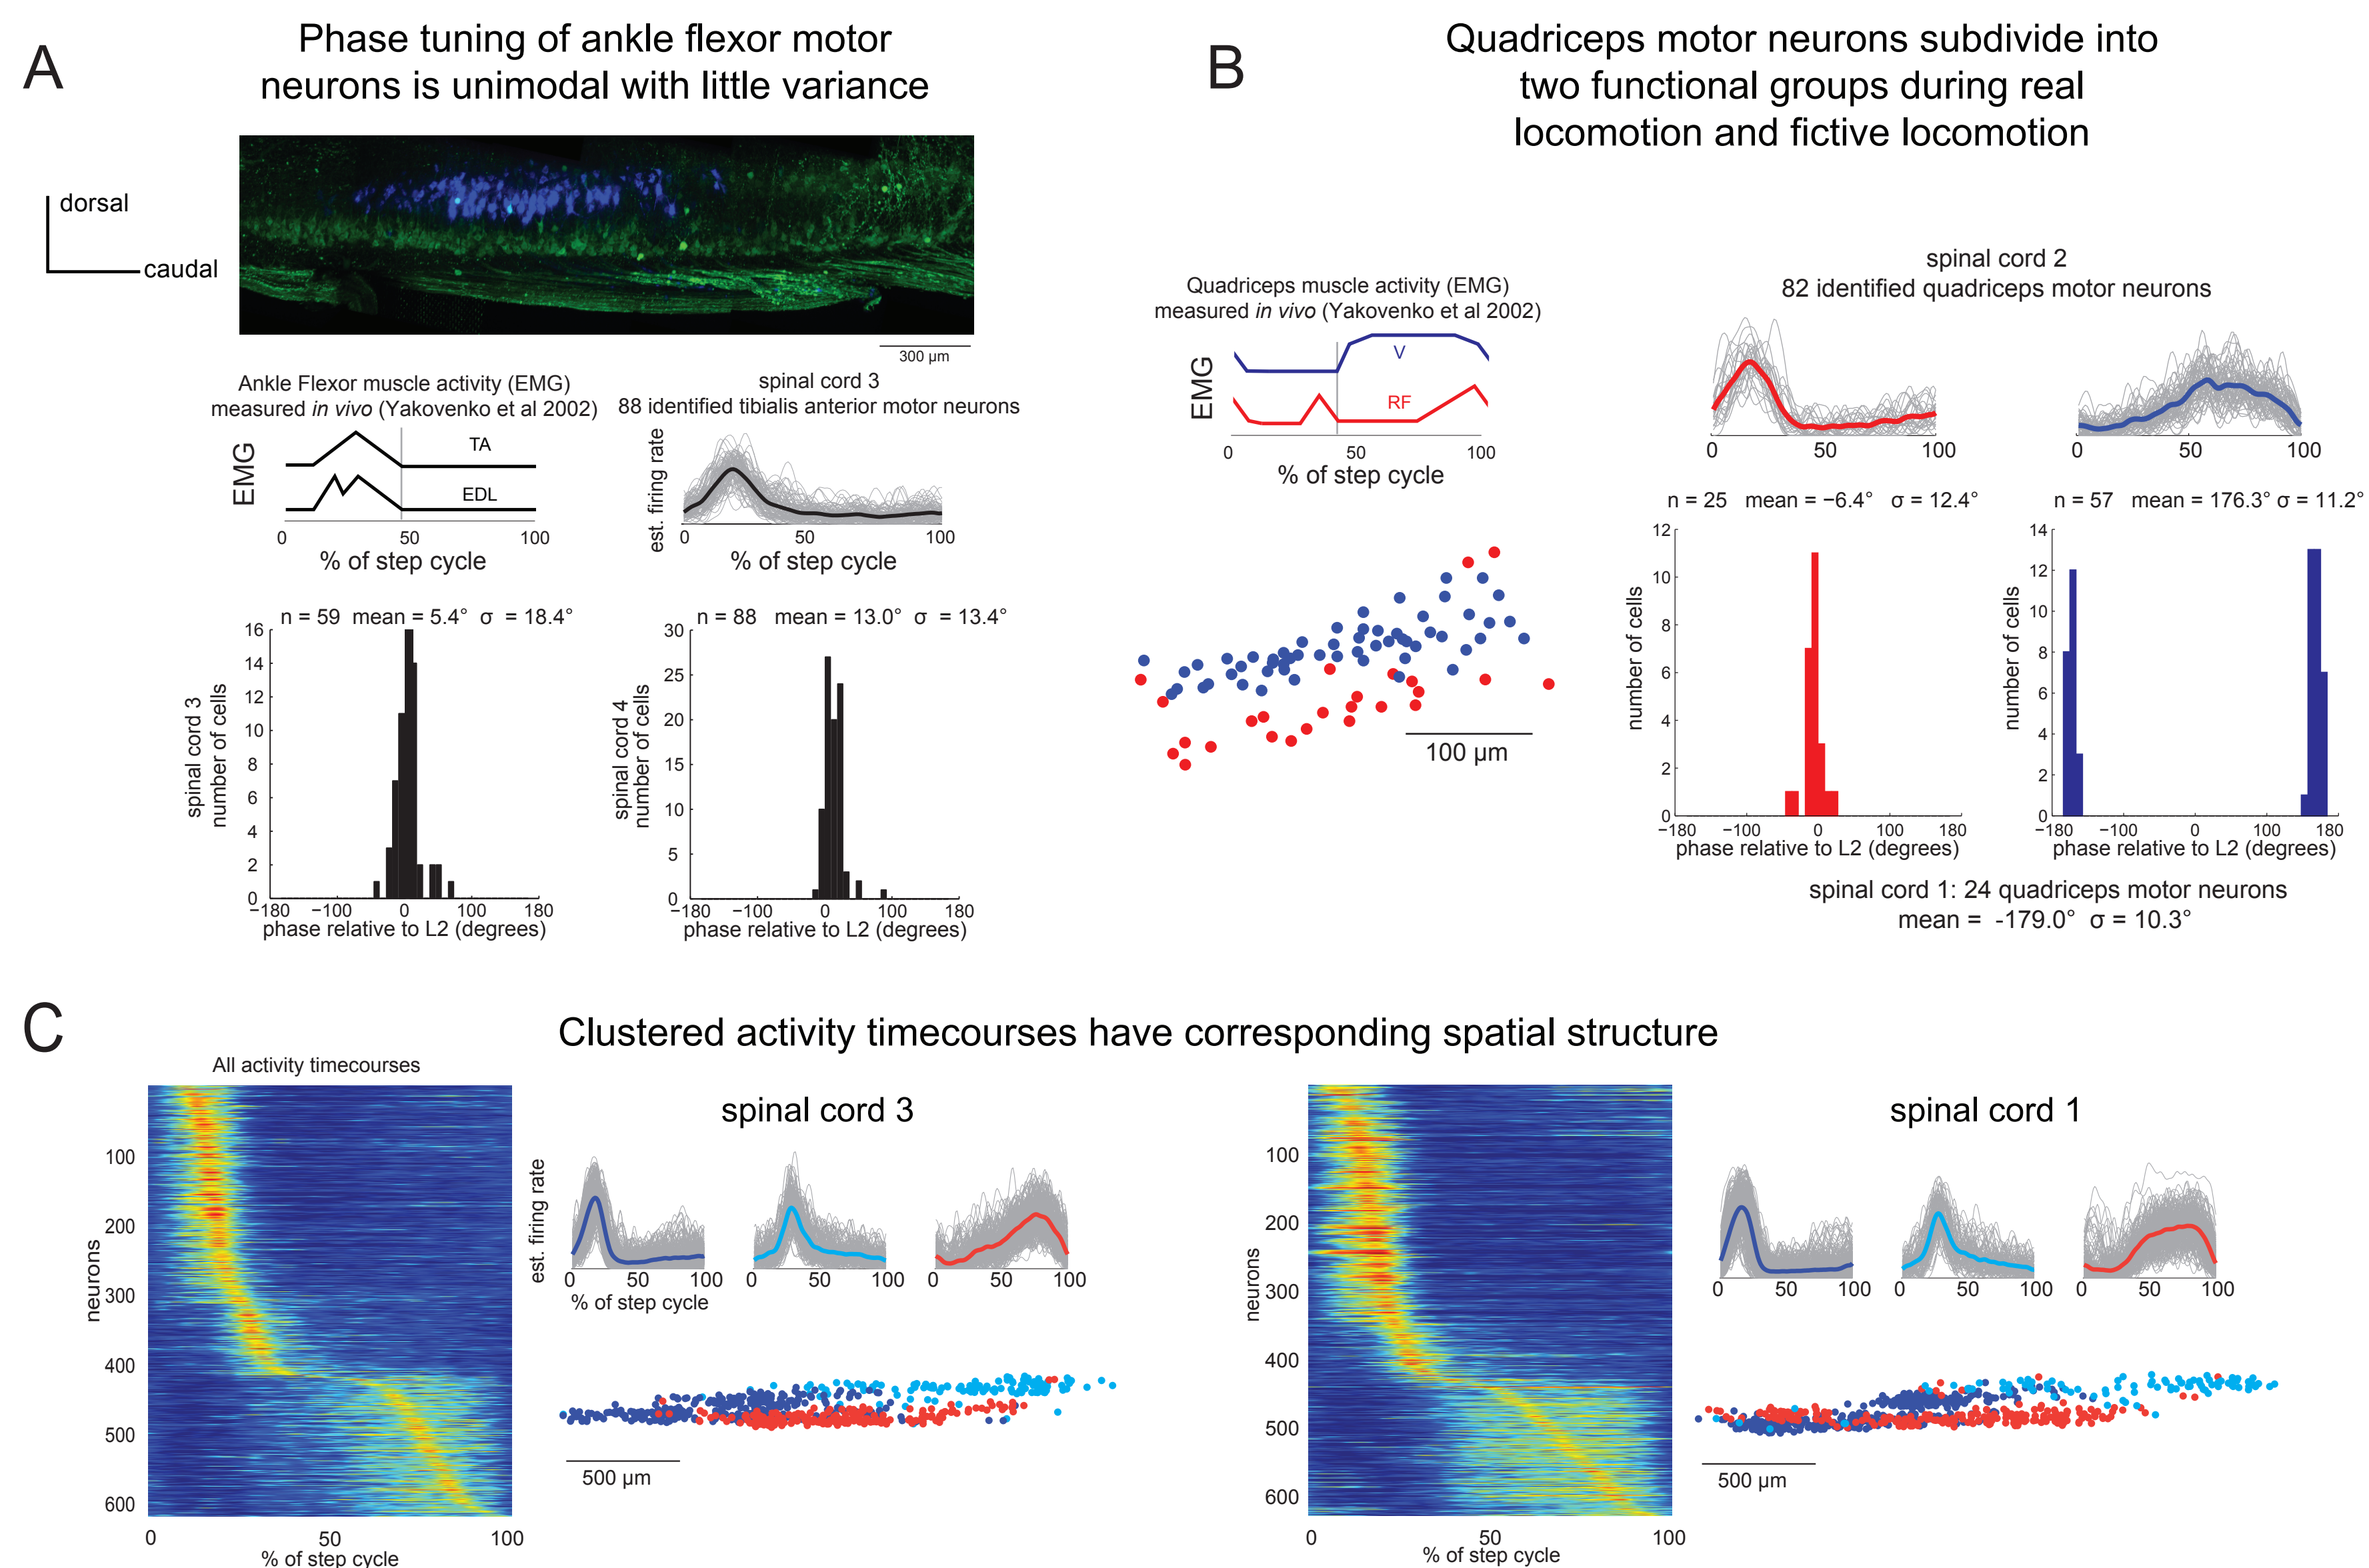 A
Phase tuning of ankle flexor motor
neurons is unimodal with little variance
dorsal
caudal
300 µm
Ankle Flexor muscle activity (EMG)
measured in vivo (Yakovenko et al 2002)
EMG
TA
EDL
0 50 100
% of step cycle
spinal cord 3
88 identified tibialis anterior motor neurons
est. firing rate
0 50 100
% of step cycle
n = 59 mean = 5.4° σ = 18.4°
spinal cord 3
number of cells
16
14
12
10
8
6
4
2
0
−180 −100 0 100 180
phase relative to L2 (degrees)
n = 88 mean = 13.0° σ = 13.4°
spinal cord 4
number of cells
30
25
20
15
10
5
0
−180 −100 0 100 180
phase relative to L2 (degrees)
B
Quadriceps motor neurons subdivide into
two functional groups during real
locomotion and fictive locomotion
Quadriceps muscle activity (EMG)
measured in vivo (Yakovenko et al 2002)
EMG
V
RF
0 50 100
% of step cycle
spinal cord 2
82 identified quadriceps motor neurons
0 50 100
0 50 100
100 µm
n = 25 mean = −6.4° σ = 12.4°
number of cells
12
10
8
6
4
2
0
−180 −100 0 100 180
phase relative to L2 (degrees)
n = 57 mean = 176.3° σ = 11.2°
number of cells
14
12
10
8
6
4
2
0
−180 −100 0 100 180
phase relative to L2 (degrees)
spinal cord 1: 24 quadriceps motor neurons
mean = -179.0° σ = 10.3°
C
Clustered activity timecourses have corresponding spatial structure
All activity timecourses
neurons
100
200
300
400
500
600
0 50 100
% of step cycle
spinal cord 3
est. firing rate
0 50 100
% of step cycle
0 50 100
0 50 100
500 µm
neurons
100
200
300
400
500
600
0 50 100
% of step cycle
spinal cord 1
0 50 100
0 50 100
0 50 100
500 µm